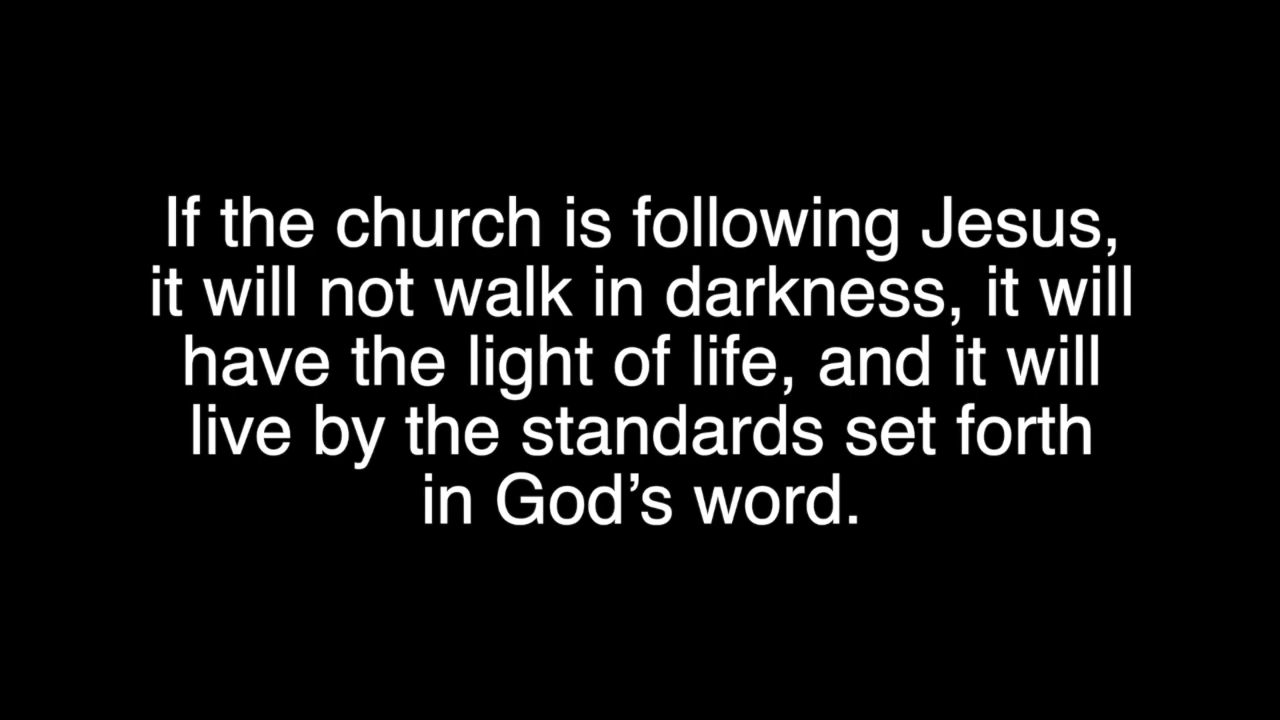 If the church is following Jesus,
it will not walk in darkness, it will
have the light of life, and it will
live by the standards set forth
in God’s word.